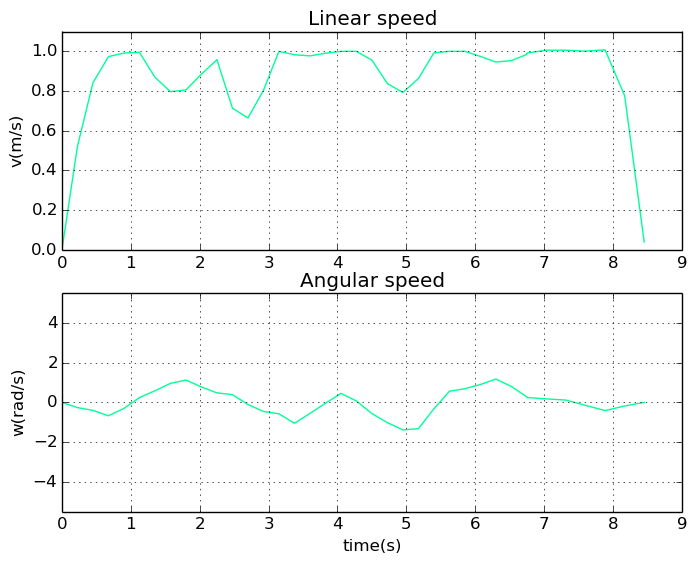 Linear speed
1.0
0.8
0.6
0.4
0.2
0.0
v(m/s)
0 1 2 3 4 5 6 7 8 9
Angular speed
4
2
0
−2
−4
w(rad/s)
0 1 2 3 4 5 6 7 8 9
time(s)